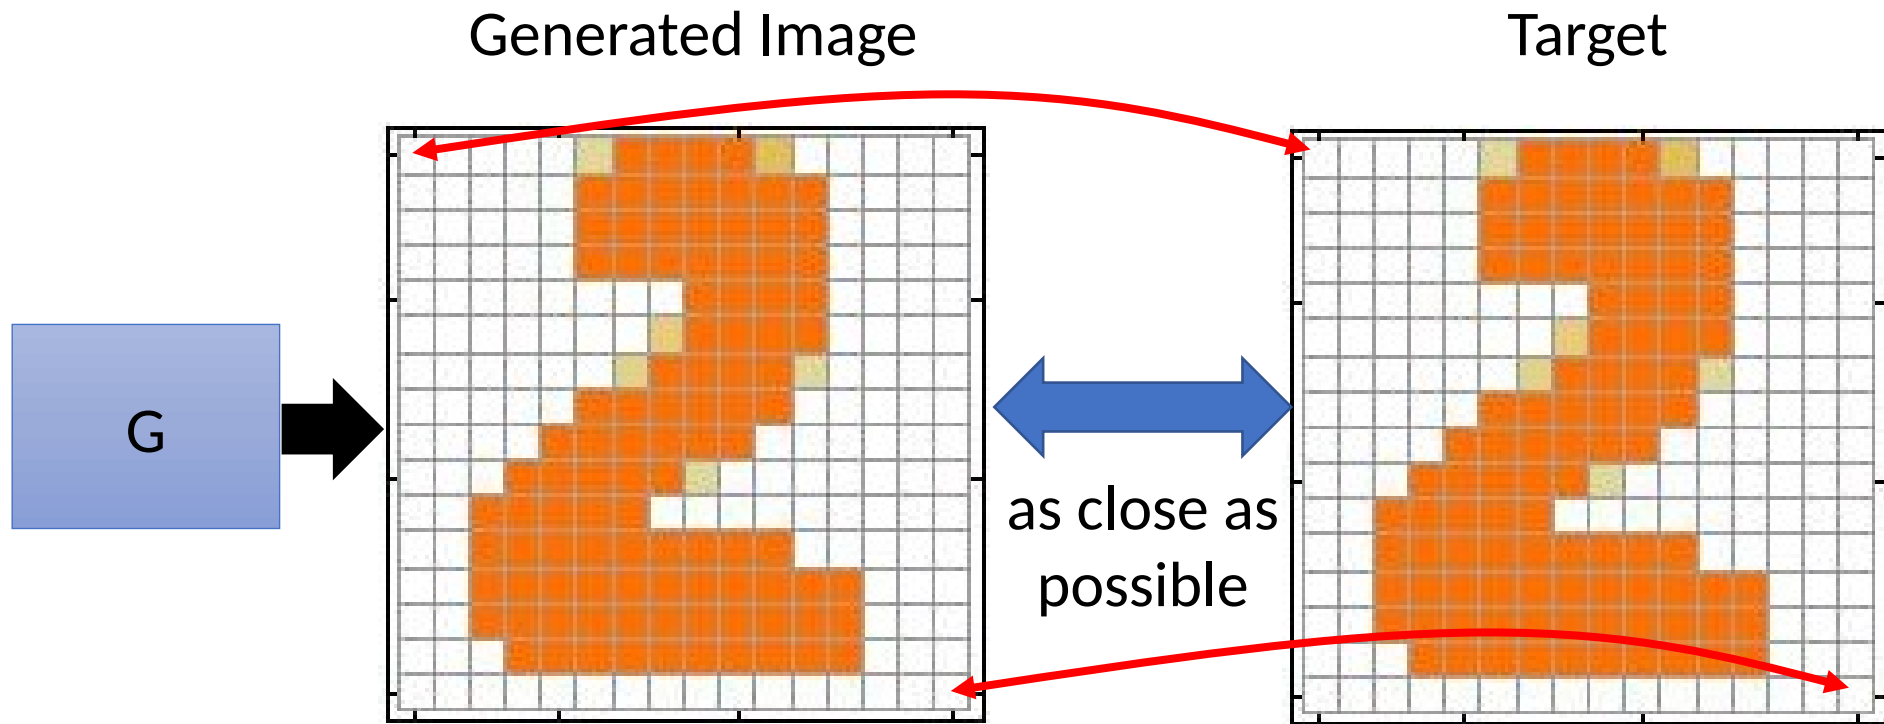 Generated Image
Target
G
as close as
possible